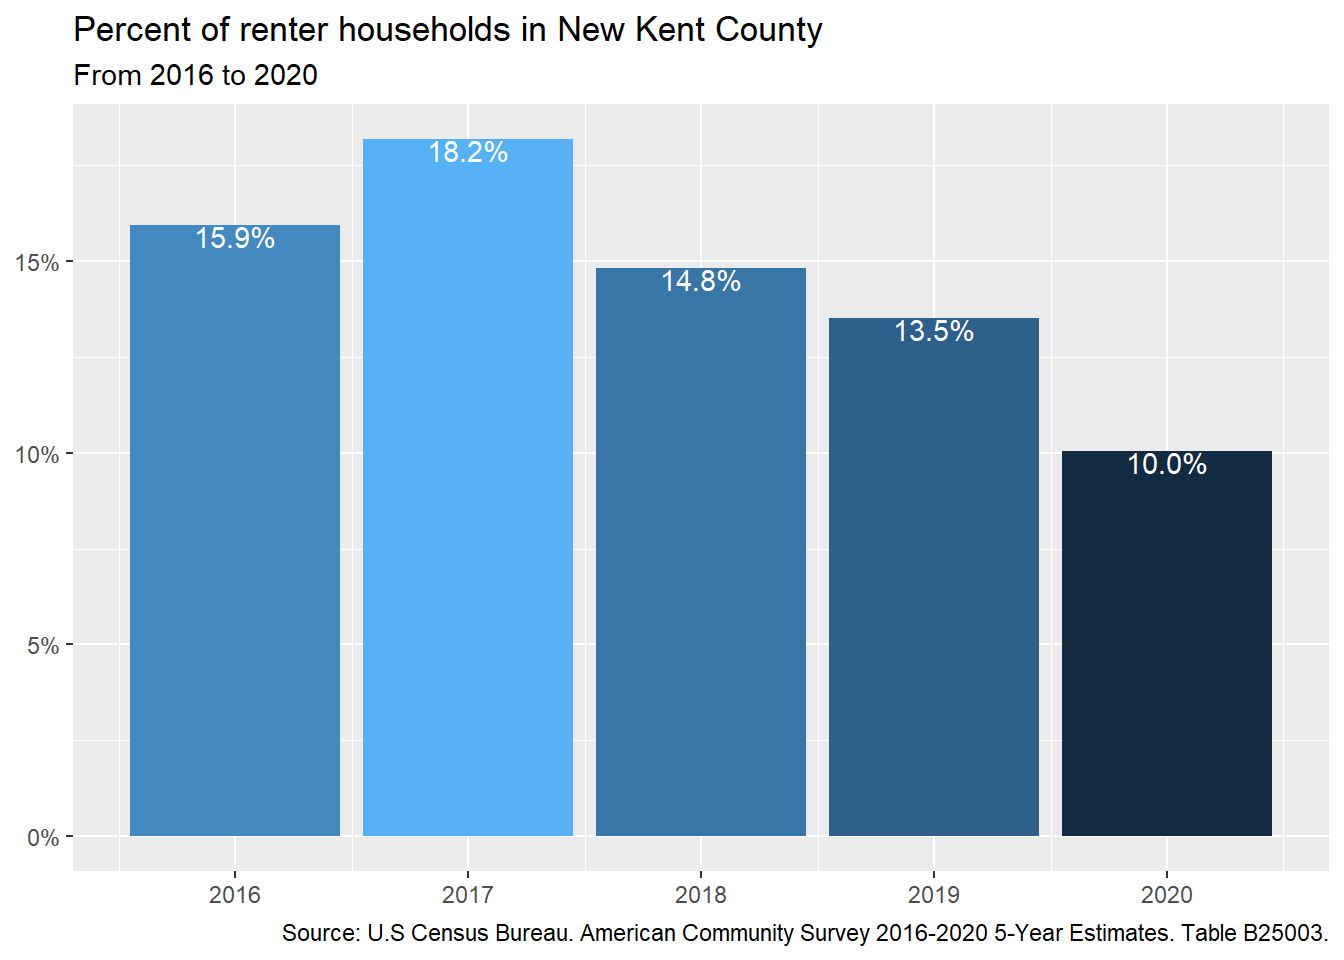 Percent of renter households in New Kent County
From 2016 to 2020
18.2%
15.9%
15%
14.8%
13.5%
10%
10.0%
5%
0%
2016 2017 2018 2019 2020
Source: U.S Census Bureau. American Community Survey 2016-2020 5-Year Estimates. Table B25003.